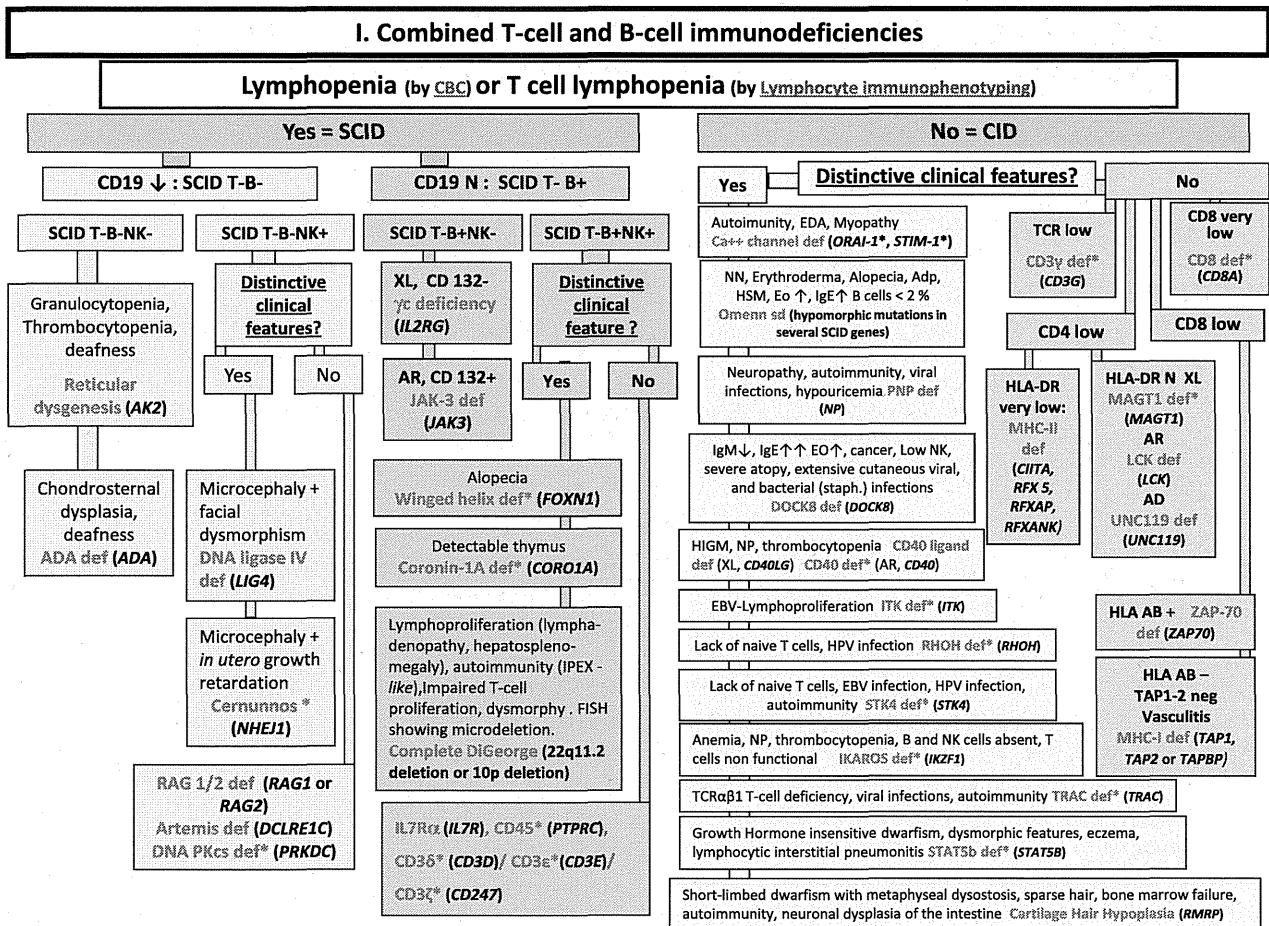 I. Combined T-cell and B-cell immunodeficiencies
Lymphopenia (by CBC) or T cell lymphopenia (by Lymphocyte immunophenotyping)
Yes = SCID
CD19 ↓ : SCID T-B-
CD19 N : SCID T- B+
SCID T-B-NK-
Granulocytopenia,
Thrombocytopenia,
deafness
Reticular
dysgenesis (AK2)
Chondrosternal
dysplasia,
deafness
ADA def (ADA)
SCID T-B-NK+
Distinctive
clinical
features?
Yes
No
Microcephaly +
facial
dysmorphism
DNA ligase IV
def (LIG4)
Microcephaly +
in utero growth
retardation
Cernunnos *
(NHEJ1)
RAG 1/2 def (RAG1 or
RAG2)
Artemis def (DCLRE1C)
DNA PKcs def* (PRKDC)
SCID T-B+NK-
XL, CD 132-
γc deficiency
(IL2RG)
AR, CD 132+
JAK-3 def
(JAK3)
SCID T-B+NK+
Distinctive
clinical
feature ?
Yes
No
Alopecia
Winged helix def* (FOXN1)
Detectable thymus
Coronin-1A def* (CORO1A)
Lymphoproliferation (lympha-
denopathy, hepatospleno-
megaly), autoimmunity (IPEX -
like),Impaired T-cell
proliferation, dysmorphy . FISH
showing microdeletion.
Complete DiGeorge (22q11.2
deletion or 10p deletion)
IL7Rα (IL7R), CD45* (PTPRC),
CD3δ* (CD3D)/ CD3ε*(CD3E)/
CD3ζ* (CD247)
No = CID
Distinctive clinical features?
Yes
No
Autoimunity, EDA, Myopathy
Ca++ channel def (ORAI-1*, STIM-1*)
NN, Erythroderma, Alopecia, Adp,
HSM, Eo ↑, IgE↑ B cells < 2 %
Omenn sd (hypomorphic mutations in
several SCID genes)
Neuropathy, autoimmunity, viral
infections, hypouricemia PNP def
(NP)
IgM↓, IgE↑↑ EO↑, cancer, Low NK,
severe atopy, extensive cutaneous viral,
and bacterial (staph.) infections
DOCK8 def (DOCK8)
HIGM, NP, thrombocytopenia CD40 ligand
def (XL, CD40LG) CD40 def* (AR, CD40)
EBV-Lymphoproliferation ITK def* (ITK)
Lack of naive T cells, HPV infection RHOH def* (RHOH)
Lack of naive T cells, EBV infection, HPV infection,
autoimmunity STK4 def* (STK4)
Anemia, NP, thrombocytopenia, B and NK cells absent, T
cells non functional IKAROS def* (IKZF1)
TCRαβ1 T-cell deficiency, viral infections, autoimmunity TRAC def* (TRAC)
Growth Hormone insensitive dwarfism, dysmorphic features, eczema,
lymphocytic interstitial pneumonitis STAT5b def* (STAT5B)
Short-limbed dwarfism with metaphyseal dysostosis, sparse hair, bone marrow failure,
autoimmunity, neuronal dysplasia of the intestine Cartilage Hair Hypoplasia (RMRP)
TCR low
CD3γ def*
(CD3G)
CD8 very
low
CD8 def*
(CD8A)
CD4 low
CD8 low
HLA-DR
very low:
MHC-II
def
(CIITA,
RFX 5,
RFXAP,
RFXANK)
HLA-DR N XL
MAGT1 def*
(MAGT1)
AR
LCK def
(LCK)
AD
UNC119 def
(UNC119)
HLA AB + ZAP-70
def (ZAP70)
HLA AB –
TAP1-2 neg
Vasculitis
MHC-I def (TAP1,
TAP2 or TAPBP)